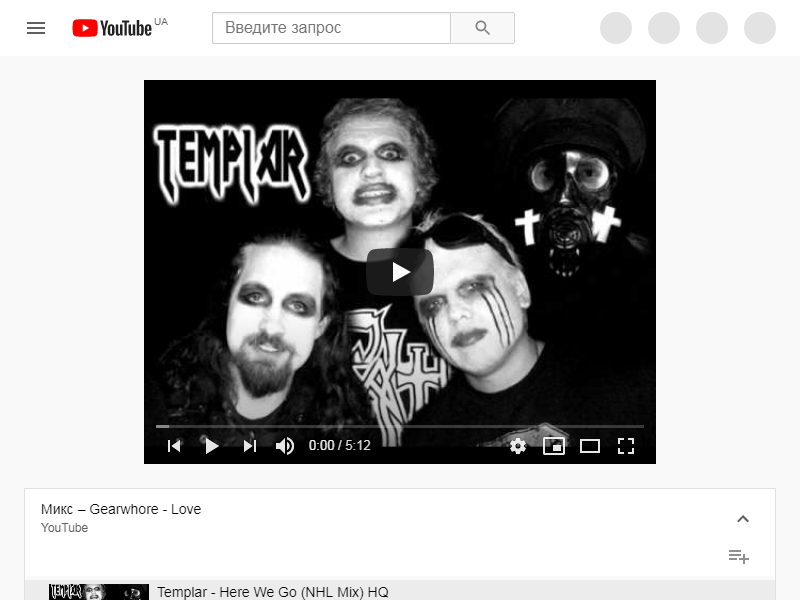 YouTube UA
Введите запрос
TEMPLAR
0:00 / 5:12
Микс – Gearwhore - Love
YouTube
TEMPLAR
Templar - Here We Go (NHL Mix) HQ